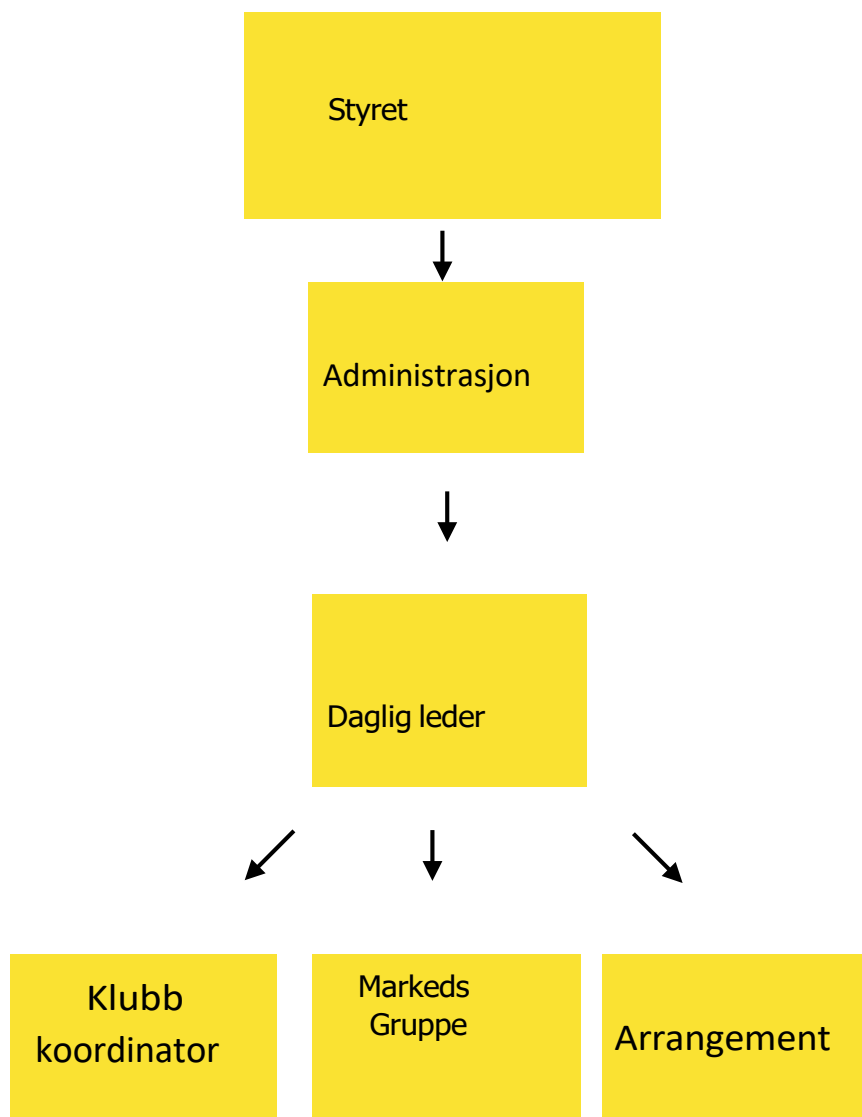 Styret
Administrasjon
Daglig leder
Klubb
koordinator
Markeds
Gruppe
Arrangement